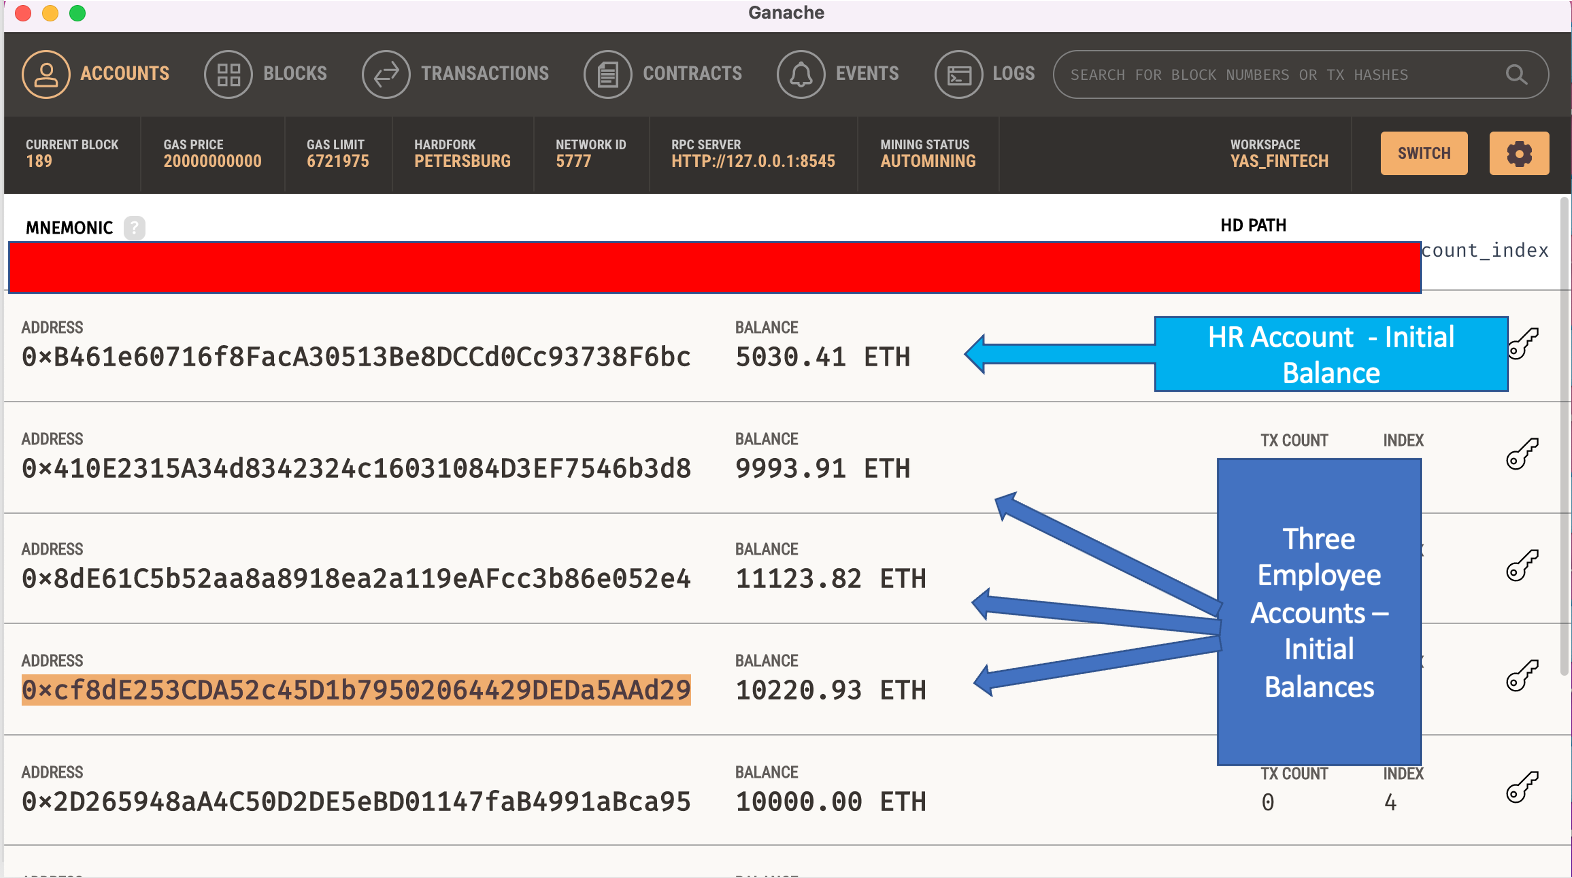 Ganache
ACCOUNTS BLOCKS TRANSACTIONS CONTRACTS EVENTS LOGS SEARCH FOR BLOCK NUMBERS OR TX HASHES
CURRENT BLOCK GAS PRICE GAS LIMIT HARDFORK NETWORK ID RPC SERVER MINING STATUS WORKSPACE
189 20000000000 6721975 PETERSBURG 5777 HTTP://127.0.0.1:8545 AUTOMINING YAS_FINTECH SWITCH
MNEMONIC ? HD PATH
count_index
ADDRESS BALANCE
0×B461e60716f8FacA30513Be8DCCd0Cc93738F6bc 5030.41 ETH
HR Account - Initial
Balance
ADDRESS BALANCE TX COUNT INDEX
0×410E2315A34d8342324c16031084D3EF7546b3d8 9993.91 ETH
ADDRESS BALANCE
0×8dE61C5b52aa8a8918ea2a119eAFcc3b86e052e4 11123.82 ETH
Three
Employee
Accounts –
Initial
Balances
ADDRESS BALANCE
0×cf8dE253CDA52c45D1b79502064429DEDa5AAd29 10220.93 ETH
ADDRESS BALANCE TX COUNT INDEX
0×2D265948aA4C50D2DE5eBD01147faB4991aBca95 10000.00 ETH 0 4